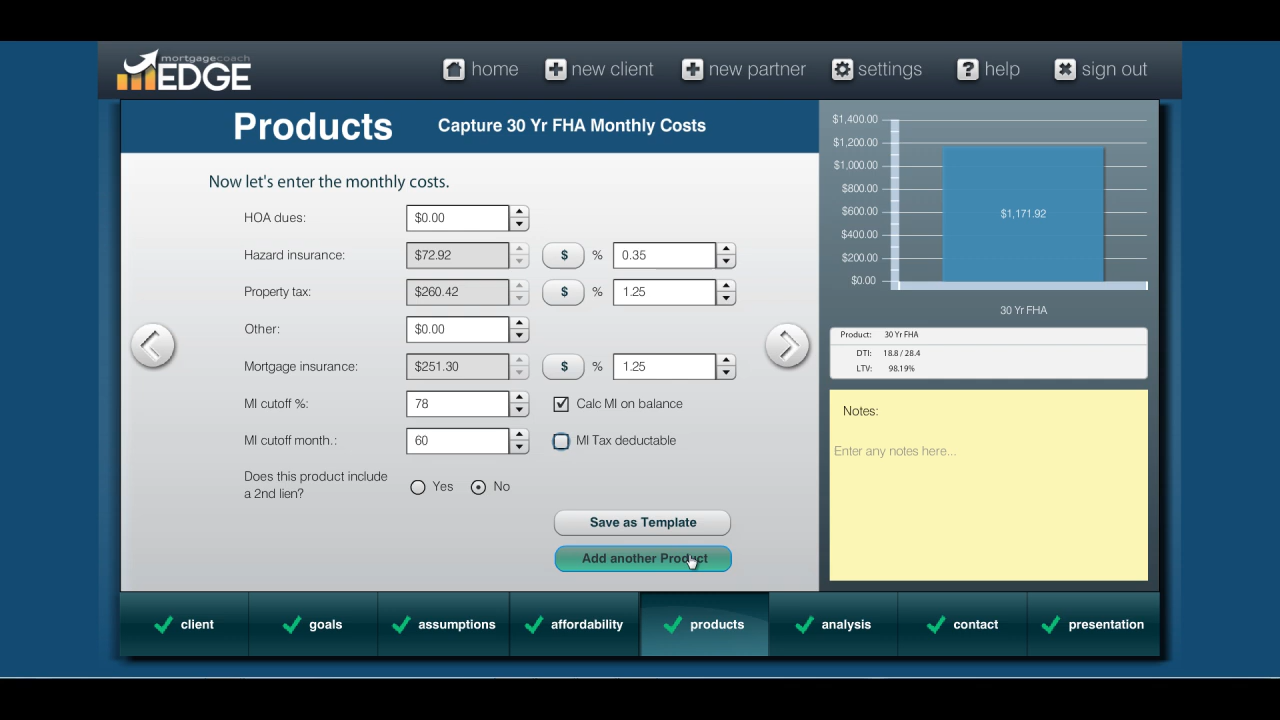 mortgagecoach
EDGE
home
new client
new partner
settings
help
sign out
Products
Capture 30 Yr FHA Monthly Costs
Now let's enter the monthly costs.
HOA dues: $0.00
Hazard insurance: $72.92 $ % 0.35
Property tax: $260.42 $ % 1.25
Other: $0.00
Mortgage insurance: $251.30 $ % 1.25
MI cutoff %: 78 Calc MI on balance
MI cutoff month.: 60 MI Tax deductable
Does this product include
a 2nd lien? Yes No
Save as Template
Add another Product
$1,400.00
$1,200.00
$1,000.00
$800.00
$600.00
$400.00
$200.00
$0.00
$1,171.92
30 Yr FHA
Product: 30 Yr FHA
DTI: 18.8 / 28.4
LTV: 98.19%
Notes:
Enter any notes here...
client
goals
assumptions
affordability
products
analysis
contact
presentation